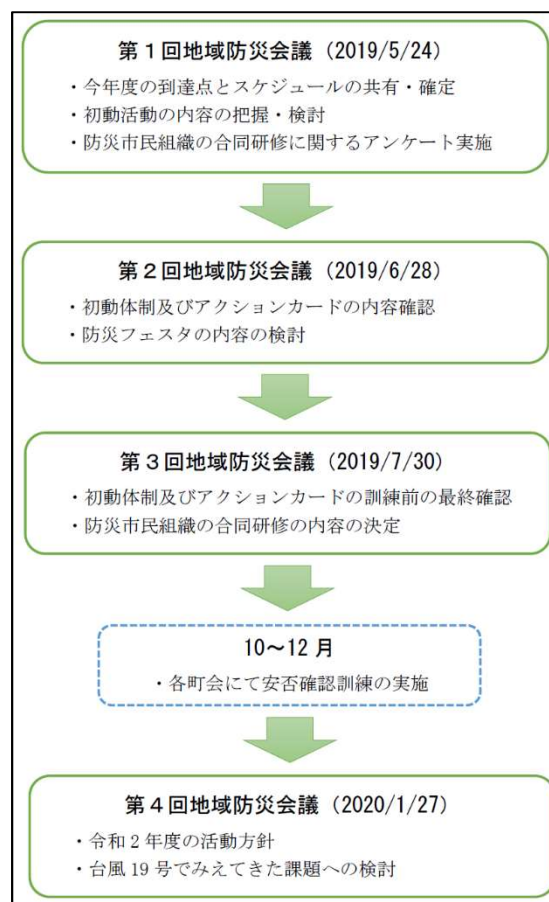 第１回地域防災会議（2019/5/24）
・今年度の到達点とスケジュールの共有・確定
・初動活動の内容の把握・検討
・防災市民組織の合同研修に関するアンケート実施
第２回地域防災会議（2019/6/28）
・初動体制及びアクションカードの内容確認
・防災フェスタの内容の検討
第３回地域防災会議（2019/7/30）
・初動体制及びアクションカードの訓練前の最終確認
・防災市民組織の合同研修の内容の決定
10～12 月
・各町会にて安否確認訓練の実施
第４回地域防災会議（2020/1/27）
・令和 2 年度の活動方針
・台風 19 号でみえてきた課題への検討